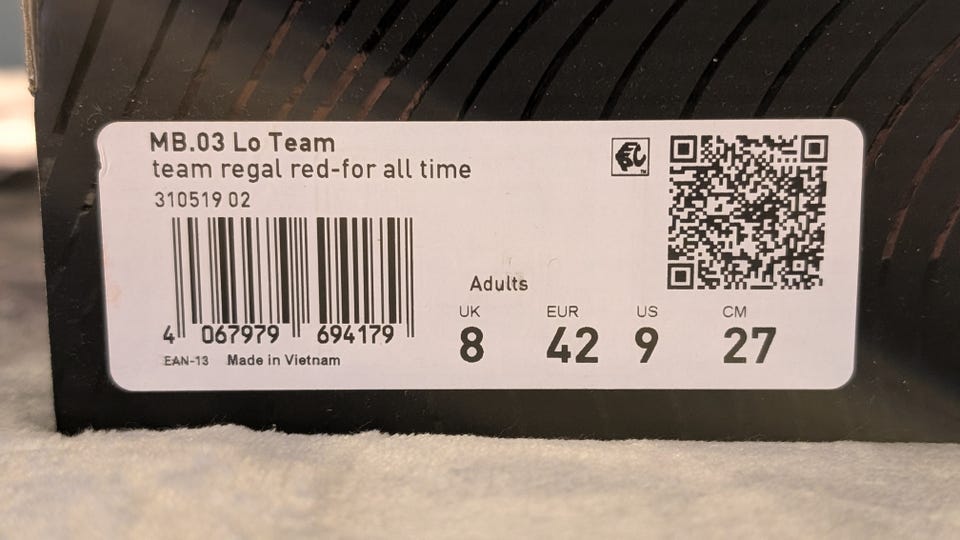 MB.03 Lo Team
team regal red-for all time
310519 02
4 067979 694179
EAN-13 Made in Vietnam
Adults
UK EUR US CM
8 42 9 27